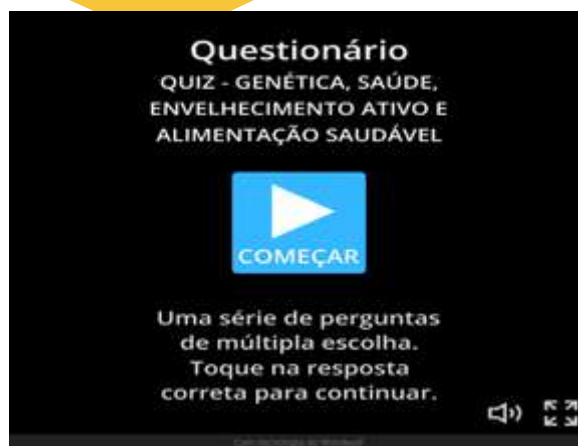 Questionário
QUIZ - GENÉTICA, SAÚDE,
ENVELHECIMENTO ATIVO E
ALIMENTAÇÃO SAUDÁVEL
COMEÇAR
Uma série de perguntas
de múltipla escolha.
Toque na resposta
correta para continuar.